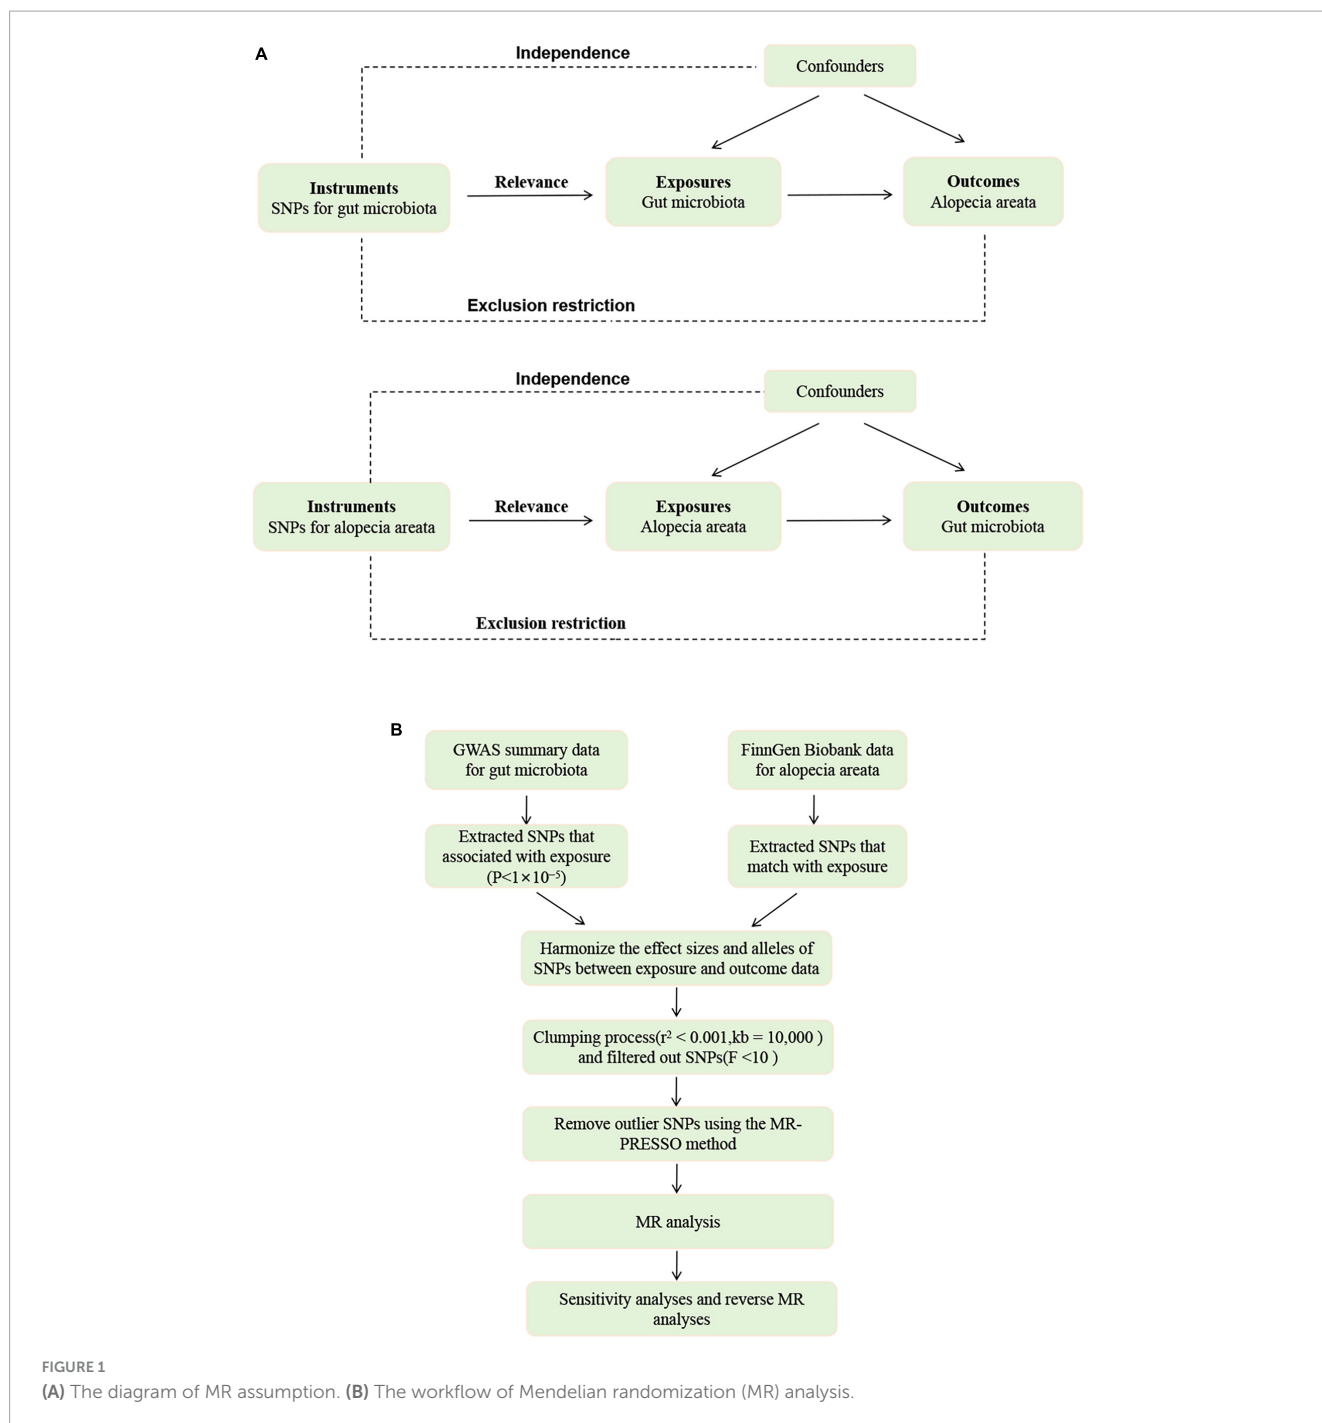 A
Independence
Confounders
Instruments
SNPs for gut microbiota
Relevance
Exposures
Gut microbiota
Outcomes
Alopecia areata
Exclusion restriction
Independence
Confounders
Instruments
SNPs for alopecia areata
Relevance
Exposures
Alopecia areata
Outcomes
Gut microbiota
Exclusion restriction
B
GWAS summary data
for gut microbiota
FinnGen Biobank data
for alopecia areata
Extracted SNPs that
associated with exposure
(P<1×10⁻⁵)
Extracted SNPs that
match with exposure
Harmonize the effect sizes and alleles of
SNPs between exposure and outcome data
Clumping process(r² < 0.001,kb = 10,000 )
and filtered out SNPs(F <10 )
Remove outlier SNPs using the MR-
PRESSO method
MR analysis
Sensitivity analyses and reverse MR
analyses
FIGURE 1
(A) The diagram of MR assumption. (B) The workflow of Mendelian randomization (MR) analysis.